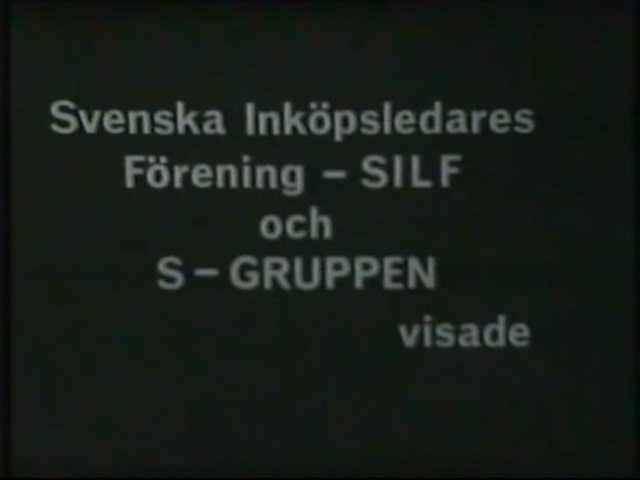 Svenska Inköpsledares
Förening – SILF
och
S – GRUPPEN
visade